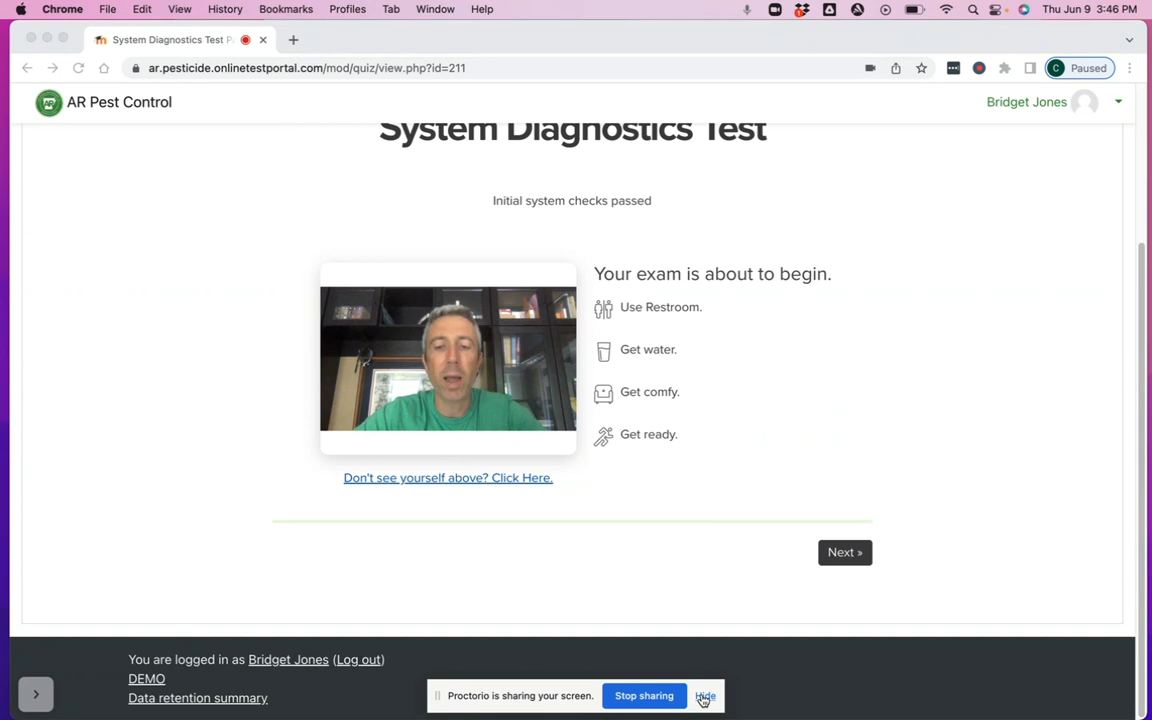 Chrome File Edit View History Bookmarks Profiles Tab Window Help Thu Jun 9 3:46 PM
System Diagnostics Test P
ar.pesticide.onlinetestportal.com/mod/quiz/view.php?id=211
C Paused
AR
AR Pest Control
Bridget Jones
System Diagnostics Test
Initial system checks passed
Your exam is about to begin.
Use Restroom.
Get water.
Get comfy.
Get ready.
Don't see yourself above? Click Here.
Next »
You are logged in as Bridget Jones (Log out)
DEMO
Data retention summary
Proctorio is sharing your screen. Stop sharing Hide